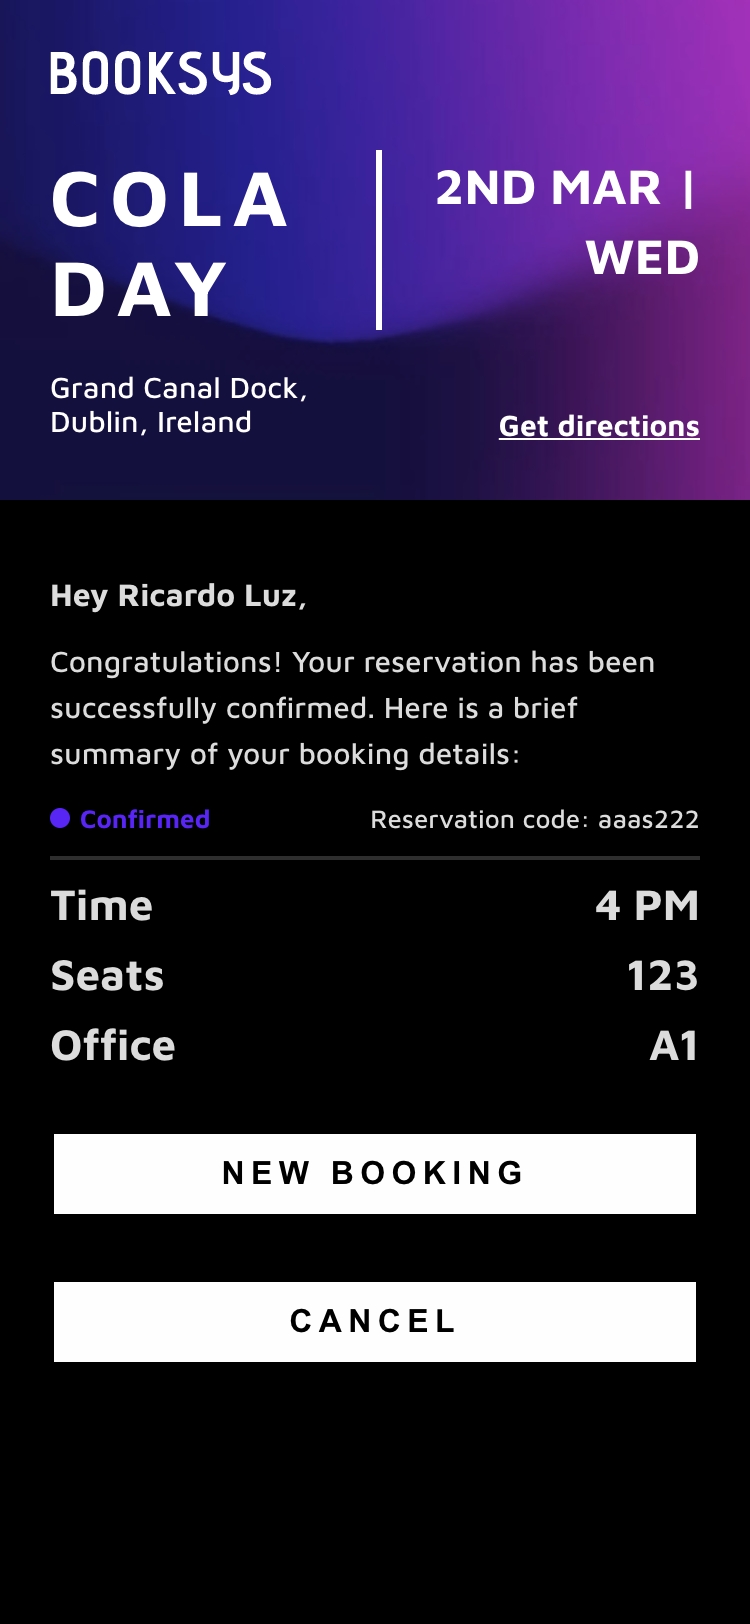 BOOKSYS
COLA
DAY
2ND MAR |
WED
Grand Canal Dock,
Dublin, Ireland
Get directions
Hey Ricardo Luz,
Congratulations! Your reservation has been
successfully confirmed. Here is a brief
summary of your booking details:
Confirmed
Reservation code: aaas222
Time 4 PM
Seats 123
Office A1
NEW BOOKING
CANCEL